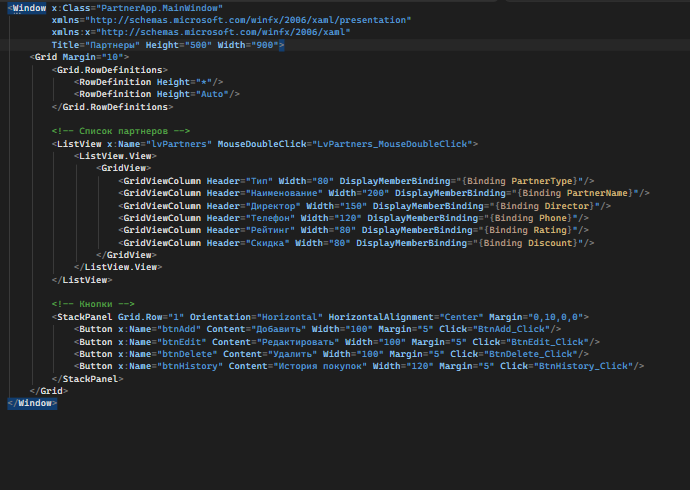 <Window x:Class="PartnerApp.MainWindow"
xmlns="http://schemas.microsoft.com/winfx/2006/xaml/presentation"
xmlns:x="http://schemas.microsoft.com/winfx/2006/xaml"
Title="Партнеры" Height="500" Width="900">
<Grid Margin="10">
<Grid.RowDefinitions>
<RowDefinition Height="*"/>
<RowDefinition Height="Auto"/>
</Grid.RowDefinitions>
<!-- Список партнеров -->
<ListView x:Name="lvPartners" MouseDoubleClick="LvPartners_MouseDoubleClick">
<ListView.View>
<GridView>
<GridViewColumn Header="Тип" Width="80" DisplayMemberBinding="{Binding PartnerType}"/>
<GridViewColumn Header="Наименование" Width="200" DisplayMemberBinding="{Binding PartnerName}"/>
<GridViewColumn Header="Директор" Width="150" DisplayMemberBinding="{Binding Director}"/>
<GridViewColumn Header="Телефон" Width="120" DisplayMemberBinding="{Binding Phone}"/>
<GridViewColumn Header="Рейтинг" Width="80" DisplayMemberBinding="{Binding Rating}"/>
<GridViewColumn Header="Скидка" Width="80" DisplayMemberBinding="{Binding Discount}"/>
</GridView>
</ListView.View>
</ListView>
<!-- Кнопки -->
<StackPanel Grid.Row="1" Orientation="Horizontal" HorizontalAlignment="Center" Margin="0,10,0,0">
<Button x:Name="btnAdd" Content="Добавить" Width="100" Margin="5" Click="BtnAdd_Click"/>
<Button x:Name="btnEdit" Content="Редактировать" Width="100" Margin="5" Click="BtnEdit_Click"/>
<Button x:Name="btnDelete" Content="Удалить" Width="100" Margin="5" Click="BtnDelete_Click"/>
<Button x:Name="btnHistory" Content="История покупок" Width="120" Margin="5" Click="BtnHistory_Click"/>
</StackPanel>
</Grid>
</Window>